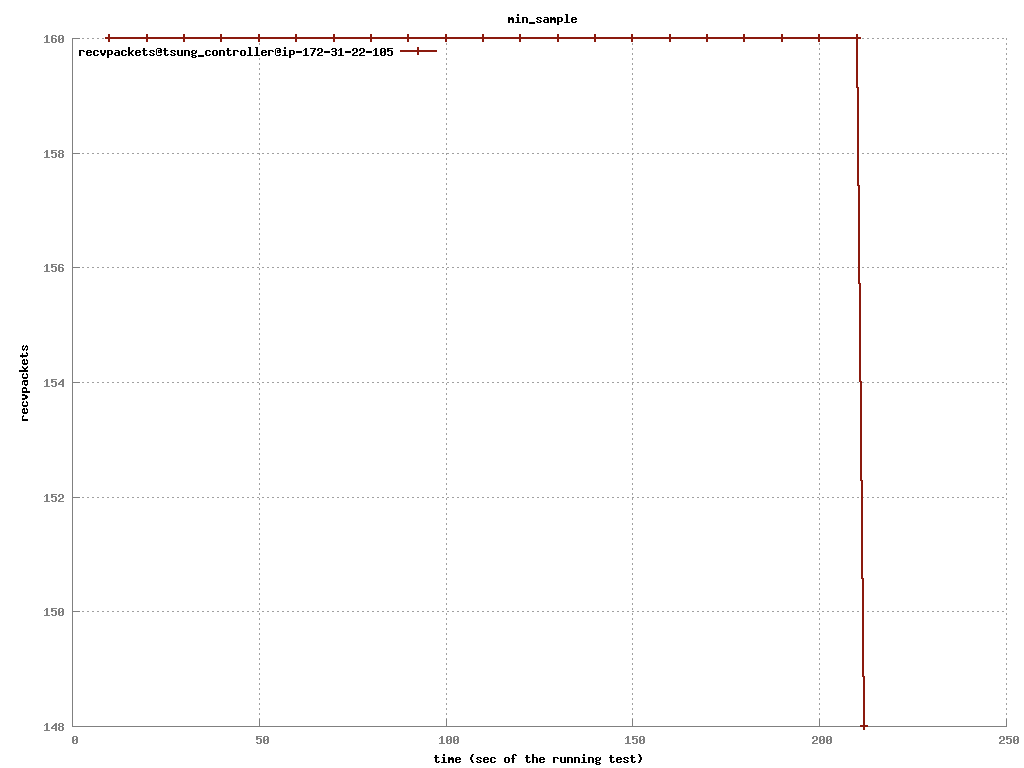 min_sample
160
recvpackets@tsung_controller@ip-172-31-22-105
158
156
154
152
150
148
recvpackets
0 50 100 150 200 250
time (sec of the running test)